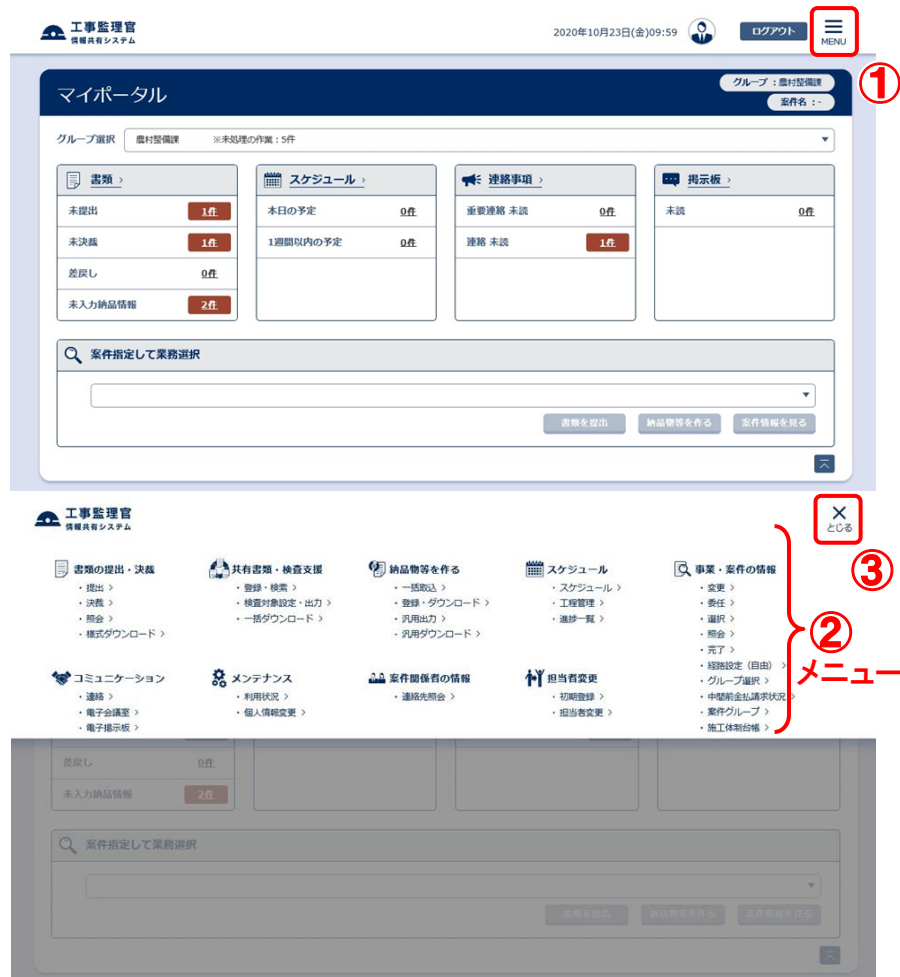 工事監理官
情報共有システム
2020年10月23日(金)09:59
ログアウト
MENU
①
マイポータル
グループ：農村整備課
案件名：-
グループ選択 農村整備課 ※未処理の作業：5件
書類 ›
未提出 1件
未決裁 1件
差戻し 0件
未入力納品情報 2件
スケジュール ›
本日の予定 0件
1週間以内の予定 0件
連絡事項 ›
重要連絡 未読 0件
連絡 未読 1件
掲示板 ›
未読 0件
案件指定して業務選択
書類を提出 納品物等を作る 案件情報を見る
工事監理官
情報共有システム
とじる
③
書類の提出・決裁
・提出 ›
・決裁 ›
・照会 ›
・様式ダウンロード ›
共有書類・検査支援
・登録・検索 ›
・検査対象設定・出力 ›
・一括ダウンロード ›
納品物等を作る
・一括取込 ›
・登録・ダウンロード ›
・汎用出力 ›
・汎用ダウンロード ›
スケジュール
・スケジュール ›
・工程管理 ›
・進捗一覧 ›
事業・案件の情報
・変更 ›
・委任 ›
・選択 ›
・照会 ›
・完了 ›
・経路設定（自由） ›
・グループ選択 ›
・中間前金払請求状況 ›
・案件グループ ›
・施工体制台帳 ›
②
メニュー
コミュニケーション
・連絡 ›
・電子会議室 ›
・電子掲示板 ›
メンテナンス
・利用状況 ›
・個人情報変更 ›
案件関係者の情報
・連絡先照会 ›
担当者変更
・初期登録 ›
・担当者変更 ›
差戻し 0件
未入力納品情報 2件
案件指定して業務選択
書類を提出 納品物等を作る 案件情報を見る